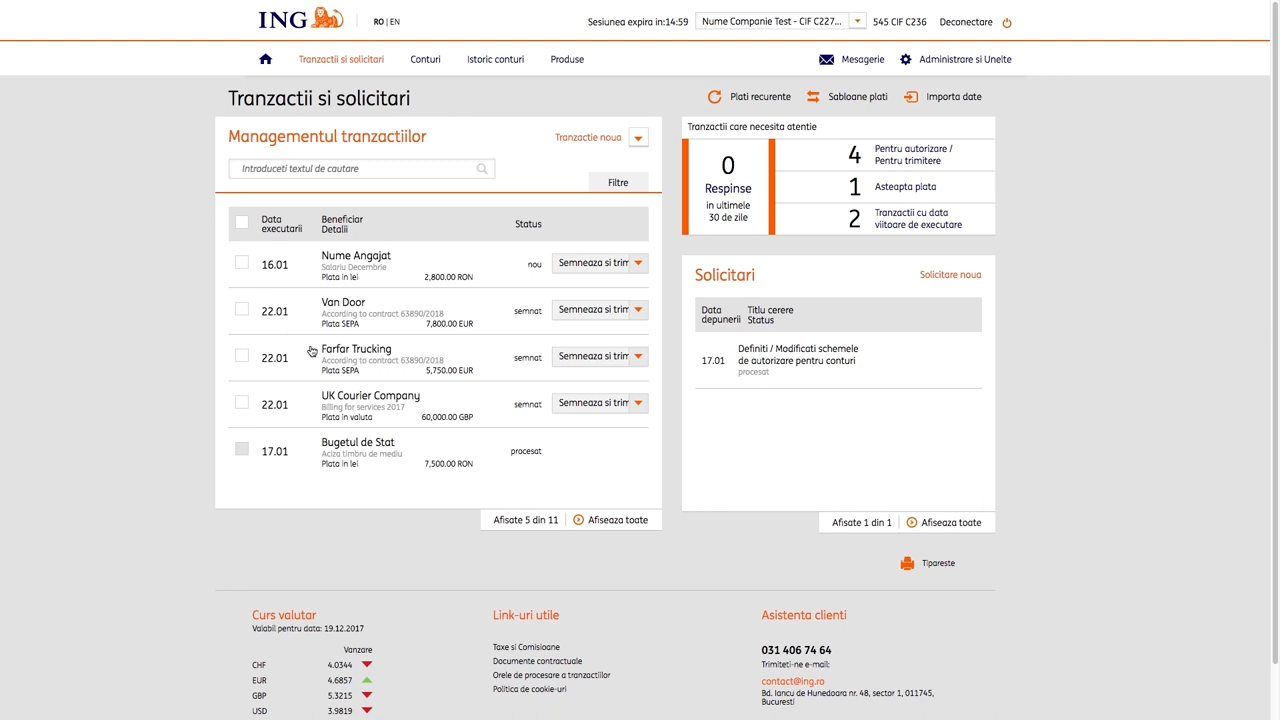 ING
RO | EN
Sesiunea expira in:14:59
Nume Companie Test - CIF C227...
545 CIF C236
Deconectare
Tranzactii si solicitari
Conturi
Istoric conturi
Produse
Mesagerie
Administrare si Unelte
Tranzactii si solicitari
Plati recurente
Sabloane plati
Importa date
Managementul tranzactiilor
Tranzactie noua
Introduceti textul de cautare
Filtre
Data executarii
Beneficiar
Detalii
Status
16.01
Nume Angajat
Salariu Decembrie
Plata in lei
2,800.00 RON
nou
Semneaza si trim
22.01
Van Door
According to contract 63890/2018
Plata SEPA
7,800.00 EUR
semnat
Semneaza si trim
22.01
Farfar Trucking
According to contract 63890/2018
Plata SEPA
5,750.00 EUR
semnat
Semneaza si trim
22.01
UK Courier Company
Billing for services 2017
Plata in valuta
60,000.00 GBP
semnat
Semneaza si trim
17.01
Bugetul de Stat
Aciza timbru de mediu
Plata in lei
7,500.00 RON
procesat
Afisate 5 din 11
Afiseaza toate
Tranzactii care necesita atentie
0
Respinse
in ultimele
30 de zile
4
Pentru autorizare /
Pentru trimitere
1
Asteapta plata
2
Tranzactii cu data
viitoare de executare
Solicitari
Solicitare noua
Data
depunerii
Titlu cerere
Status
17.01
Definiti / Modificati schemele
de autorizare pentru conturi
procesat
Afisate 1 din 1
Afiseaza toate
Tipareste
Curs valutar
Valabil pentru data: 19.12.2017
Vanzare
CHF 4.0344
EUR 4.6857
GBP 5.3215
USD 3.9819
Link-uri utile
Taxe si Comisioane
Documente contractuale
Orele de procesare a tranzactiilor
Politica de cookie-uri
Asistenta clienti
031 406 74 64
Trimiteti-ne e-mail:
contact@ing.ro
Bd. Iancu de Hunedoara nr. 48, sector 1, 011745,
Bucuresti